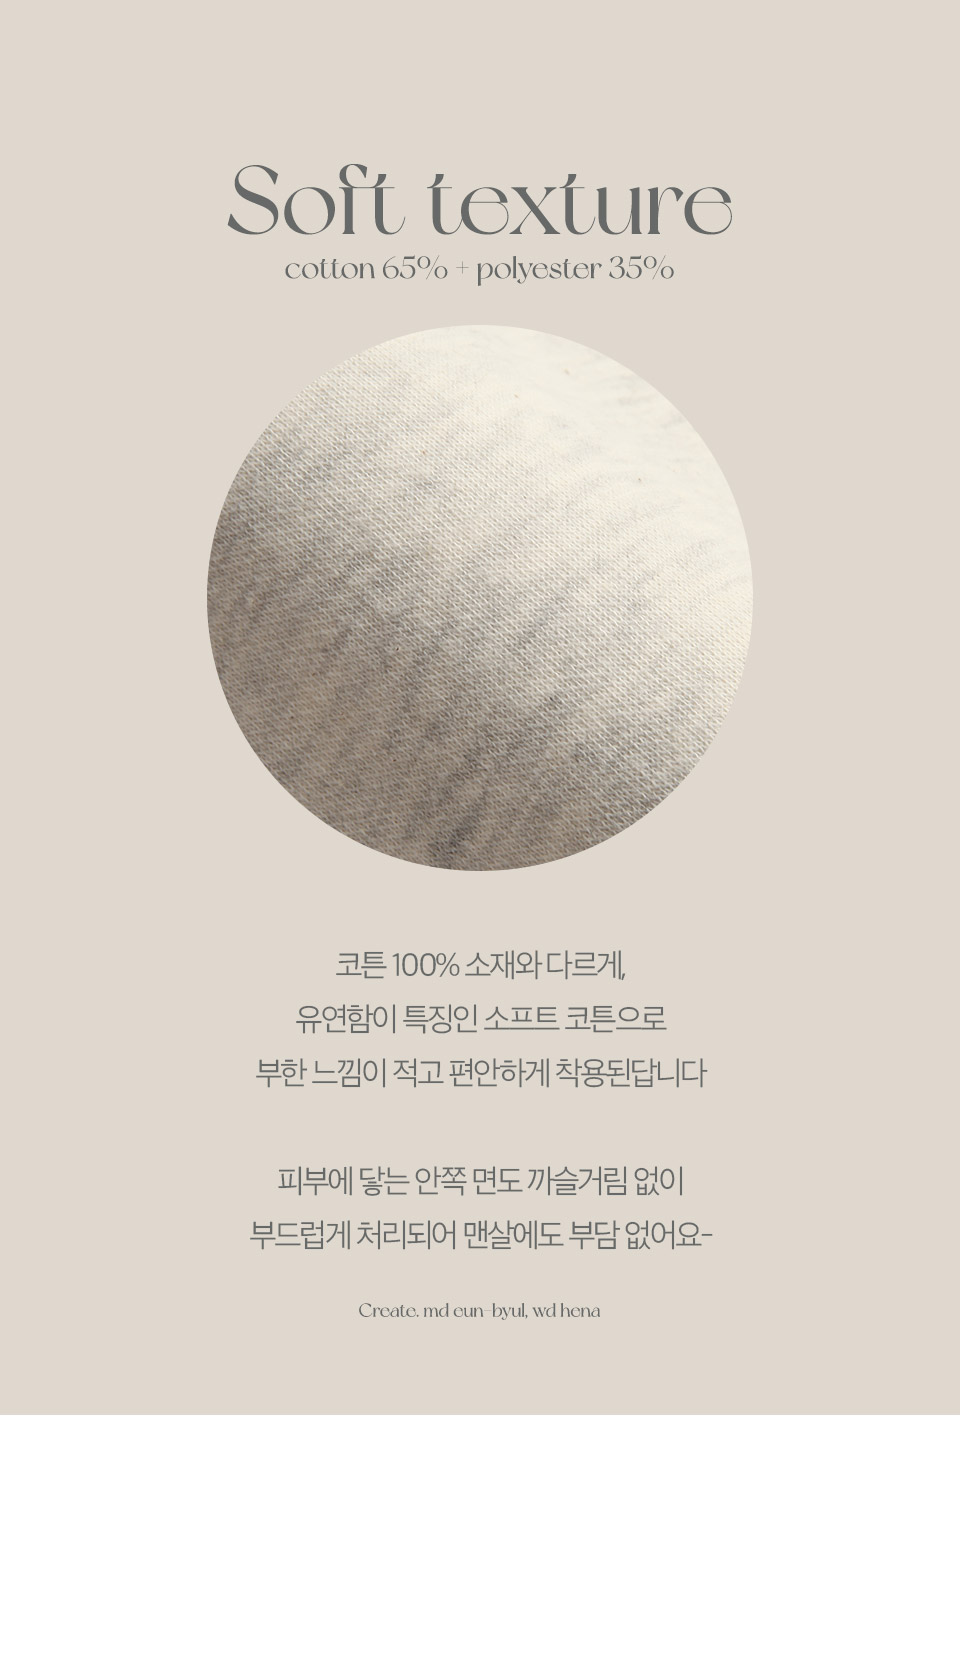 Soft texture
cotton 65% + polyester 35%
코튼 100% 소재와 다르게,
유연함이 특징인 소프트 코튼으로
부한 느낌이 적고 편안하게 착용된답니다
피부에 닿는 안쪽 면도 까슬거림 없이
부드럽게 처리되어 맨살에도 부담 없어요-
Create. md eun-byul, wd hena